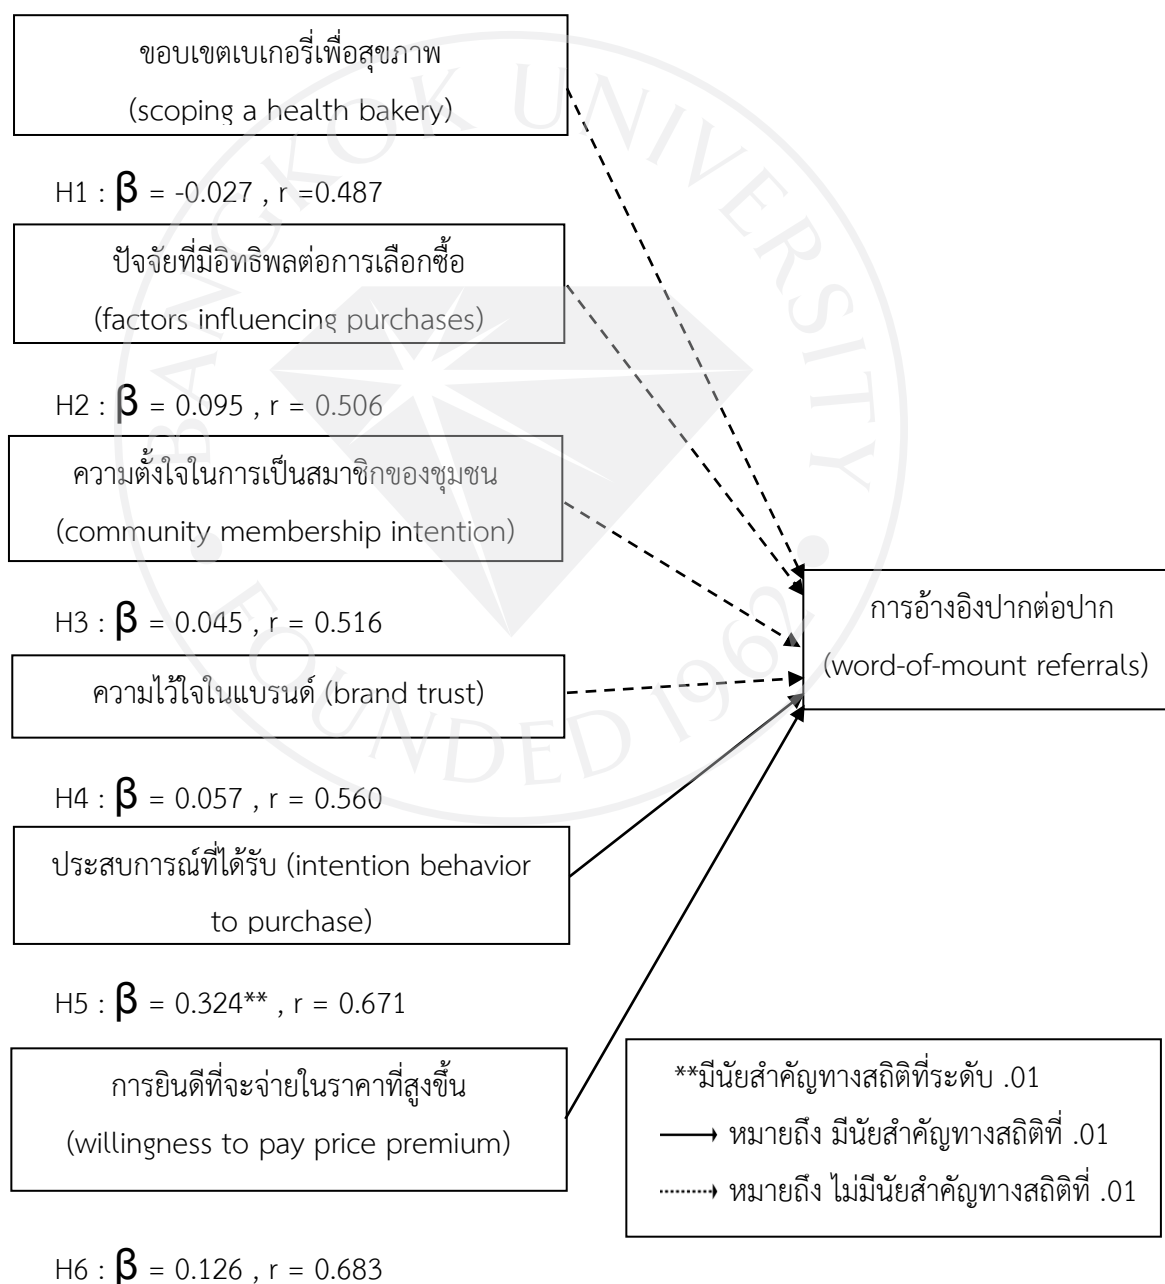 ขอบเขตเบเกอรี่เพื่อสุขภาพ
(scoping a health bakery)
H1 : β = -0.027 , r =0.487
ปัจจัยที่มีอิทธิพลต่อการเลือกซื้อ
(factors influencing purchases)
H2 : β = 0.095 , r = 0.506
ความตั้งใจในการเป็นสมาชิกของชุมชน
(community membership intention)
H3 : β = 0.045 , r = 0.516
ความไว้ใจในแบรนด์ (brand trust)
H4 : β = 0.057 , r = 0.560
ประสบการณ์ที่ได้รับ (intention behavior
to purchase)
H5 : β = 0.324** , r = 0.671
การยินดีที่จะจ่ายในราคาที่สูงขึ้น
(willingness to pay price premium)
H6 : β = 0.126 , r = 0.683
การอ้างอิงปากต่อปาก
(word-of-mount referrals)
**มีนัยสำคัญทางสถิติที่ระดับ .01
หมายถึง มีนัยสำคัญทางสถิติที่ .01
หมายถึง ไม่มีนัยสำคัญทางสถิติที่ .01
BANGKOK UNIVERSITY
FOUNDED 1962